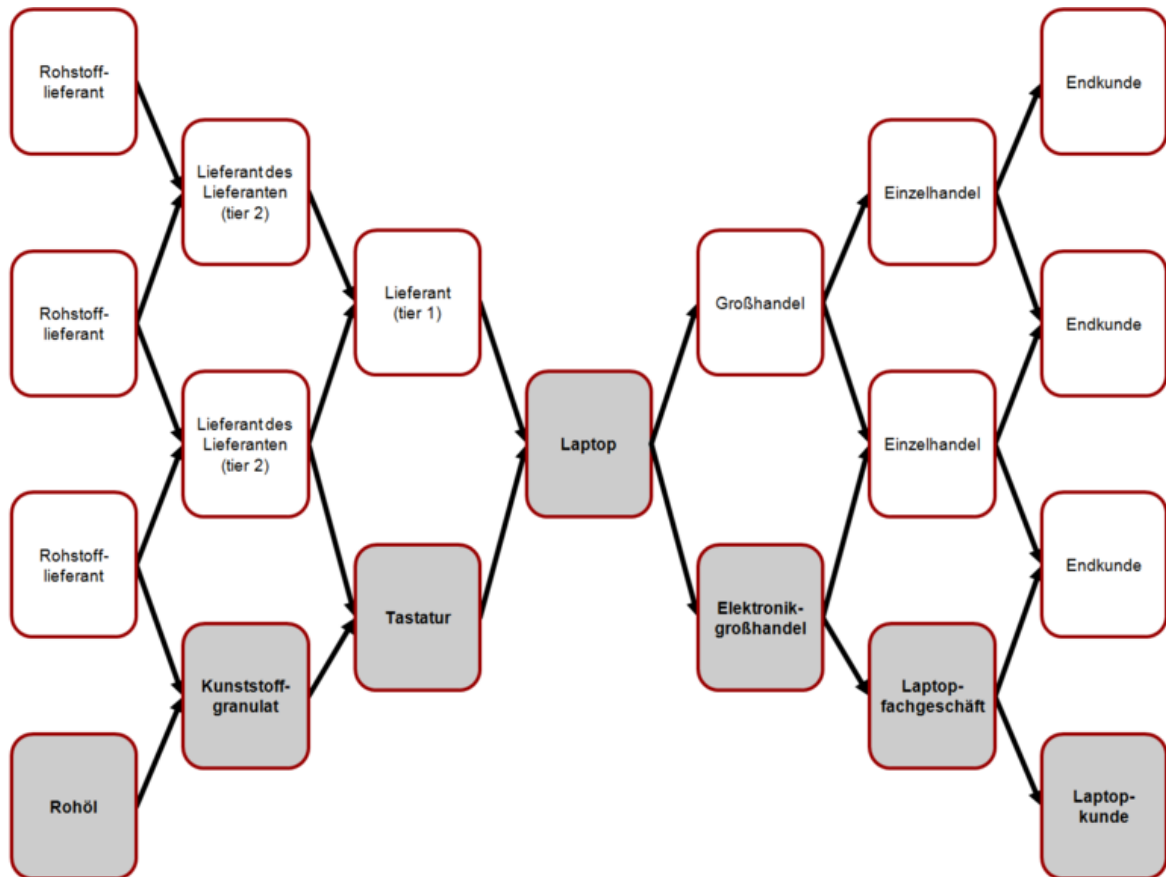 Rohstoff-
lieferant
Rohstoff-
lieferant
Rohstoff-
lieferant
Rohöl
Lieferant des
Lieferanten
(tier 2)
Lieferant des
Lieferanten
(tier 2)
Kunststoff-
granulat
Lieferant
(tier 1)
Tastatur
Laptop
Großhandel
Elektronik-
großhandel
Einzelhandel
Einzelhandel
Laptop-
fachgeschäft
Endkunde
Endkunde
Endkunde
Laptop-
kunde